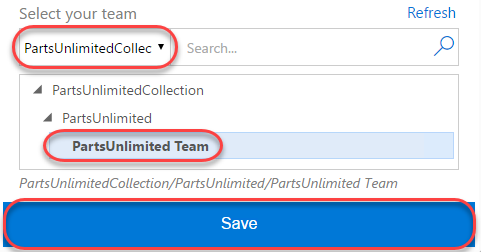 Select your team Refresh
PartsUnlimitedCollec Search...
PartsUnlimitedCollection
PartsUnlimited
PartsUnlimited Team
PartsUnlimitedCollection/PartsUnlimited/PartsUnlimited Team
Save